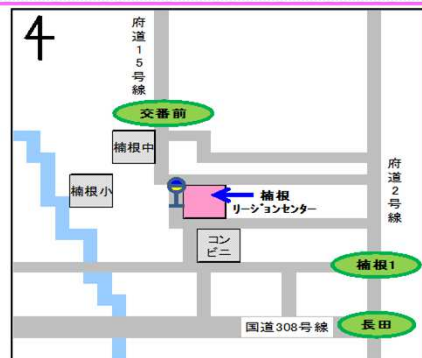 府道15号線
交番前
楠根中
楠根小
府道2号線
楠根
リージョンセンター
コン
ビニ
楠根1
国道308号線
長田